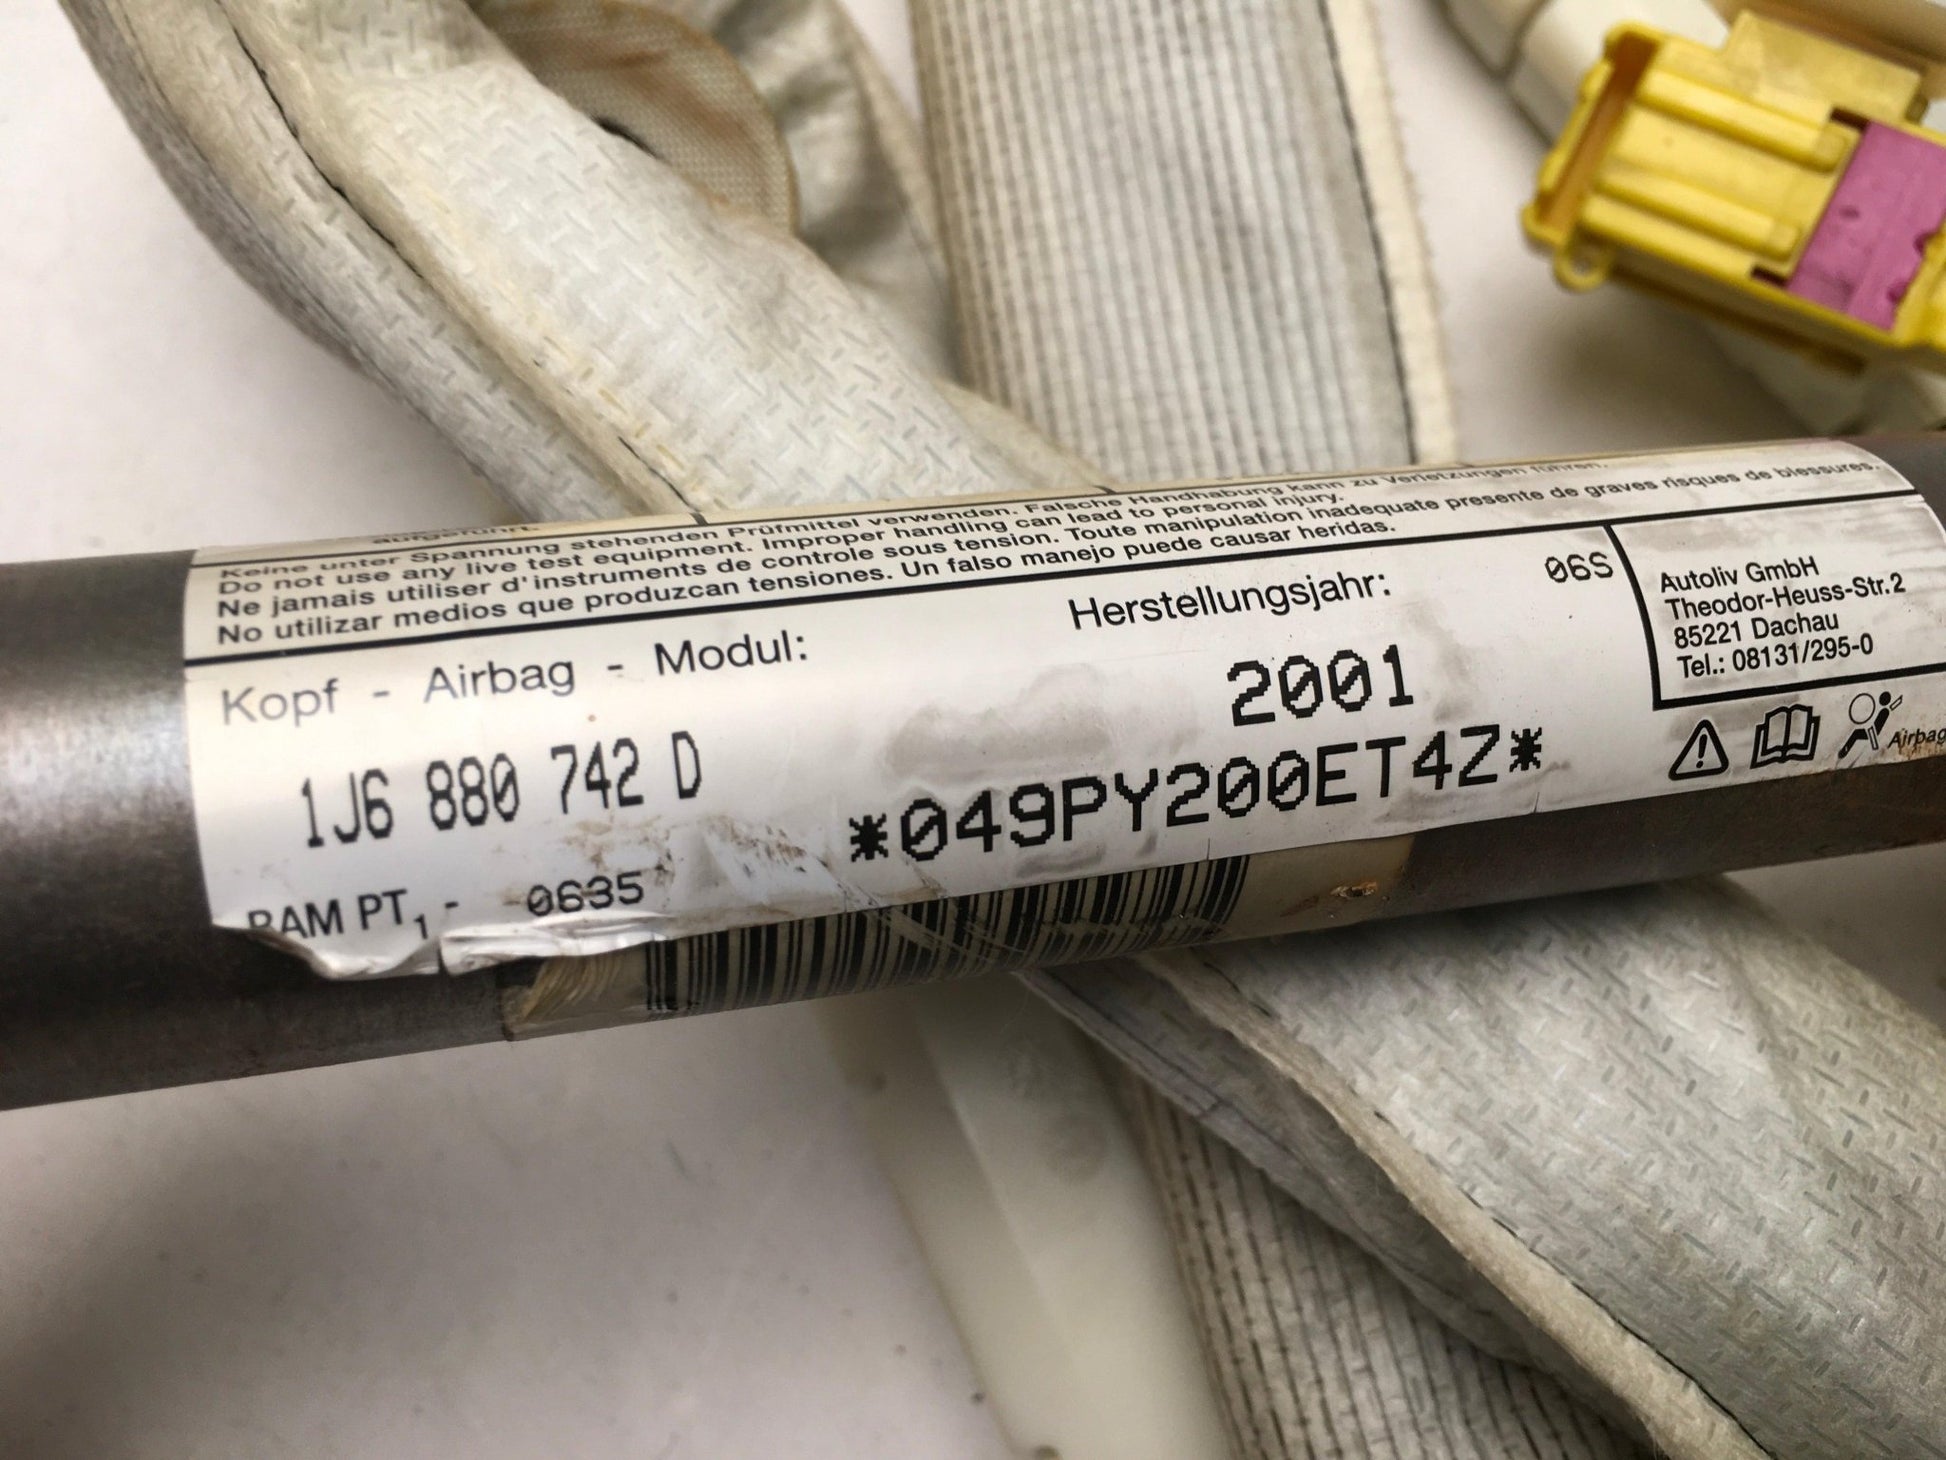 aufgeführt.
Keine unter Spannung stehenden Prüfmittel verwenden. Falsche Handhabung kann zu Verletzungen führen.
Do not use any live test equipment. Improper handling can lead to personal injury.
Ne jamais utiliser d'instruments de controle sous tension. Toute manipulation inadequate presente de graves risques de blessures.
No utilizar medios que produzcan tensiones. Un falso manejo puede causar heridas.
Kopf - Airbag - Modul:
1J6 880 742 D
BAM PT₁ - 0635
Herstellungsjahr:
06S
2001
*049PY200ET4Z*
Autoliv GmbH
Theodor-Heuss-Str.2
85221 Dachau
Tel.: 08131/295-0
Airbag